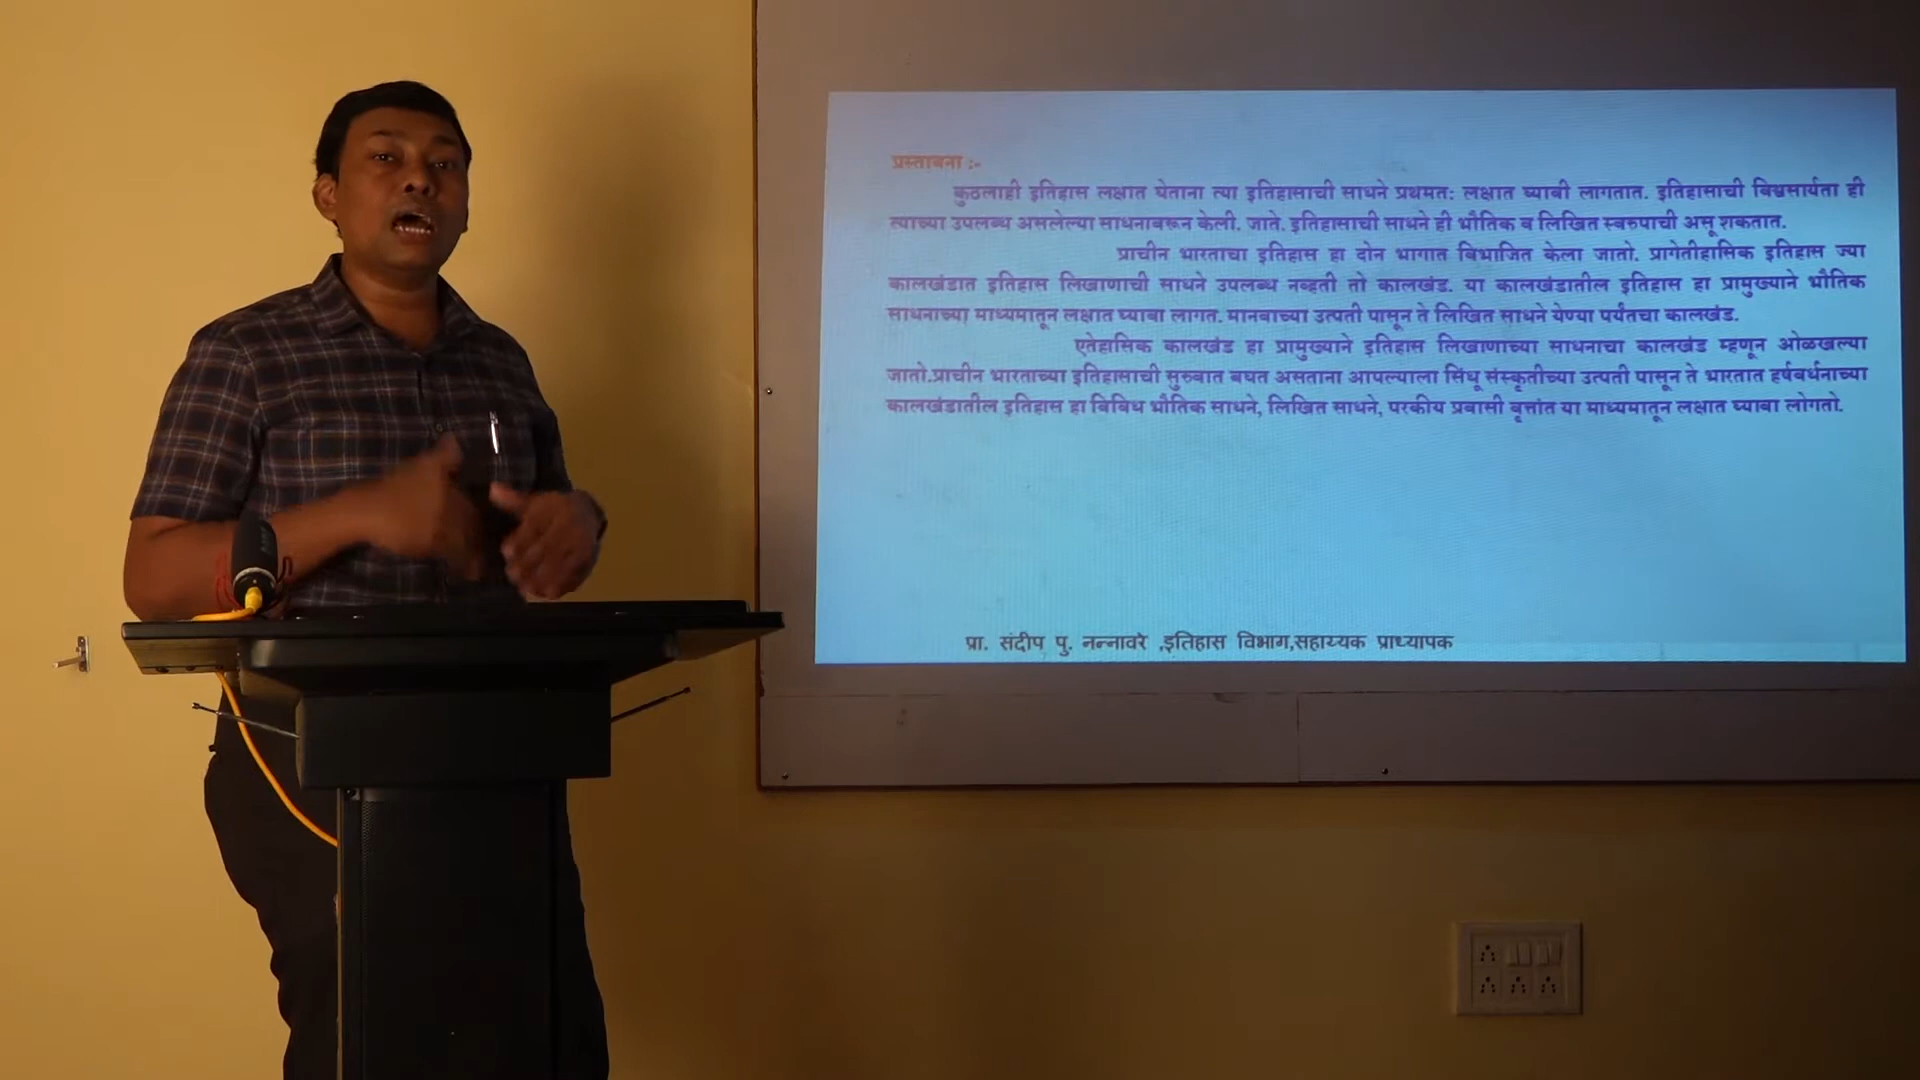 प्रस्तावना :-
कुठलाही इतिहास लक्षात घेताना त्या इतिहासाची साधने प्रथमतः लक्षात घ्यावी लागतात. इतिहासाची विश्वसार्यता ही
त्याच्या उपलब्ध असलेल्या साधनावरून केली. जाते. इतिहासाची साधने ही भौतिक व लिखित स्वरुपाची असू शकतात.
प्राचीन भारताचा इतिहास हा दोन भागात विभाजित केला जातो. प्रागेतीहासिक इतिहास ज्या
कालखंडात इतिहास लिखाणाची साधने उपलब्ध नव्हती तो कालखंड. या कालखंडातील इतिहास हा प्रामुख्याने भौतिक
साधनाच्या माध्यमातून लक्षात घ्यावा लागत. मानवाच्या उत्पती पासून ते लिखित साधने येण्या पर्यंतचा कालखंड.
एतेहासिक कालखंड हा प्रामुख्याने इतिहास लिखाणाच्या साधनाचा कालखंड म्हणून ओळखल्या
जातो.प्राचीन भारताच्या इतिहासाची सुरुवात बघत असताना आपल्याला सिंधू संस्कृतीच्या उत्पती पासून ते भारतात हर्षवर्धनाच्या
कालखंडातील इतिहास हा विविध भौतिक साधने, लिखित साधने, परकीय प्रवासी वृत्तांत या माध्यमातून लक्षात घ्यावा लोगतो.
प्रा. संदीप पु. नन्नावरे ,इतिहास विभाग,सहाय्यक प्राध्यापक